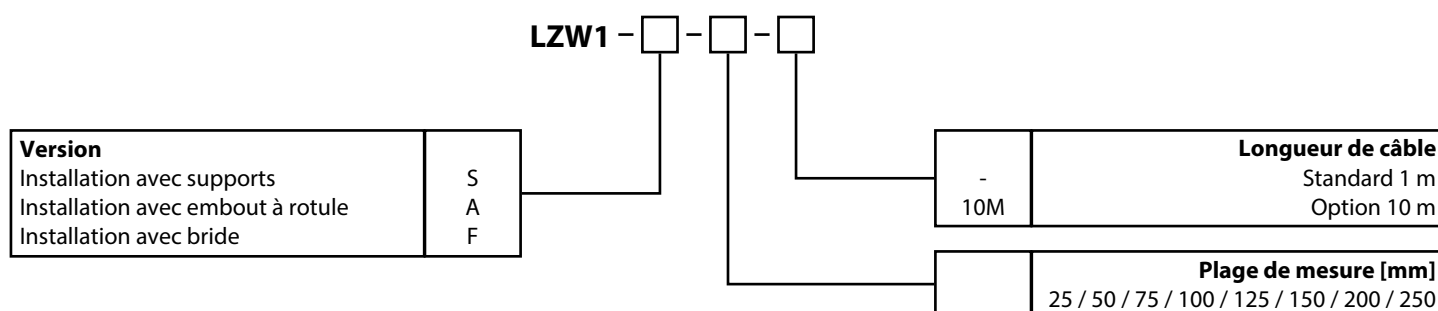 LZW1 – – –
Version
Installation avec supports S
Installation avec embout à rotule A
Installation avec bride F
Longueur de câble
- Standard 1 m
10M Option 10 m
Plage de mesure [mm]
25 / 50 / 75 / 100 / 125 / 150 / 200 / 250